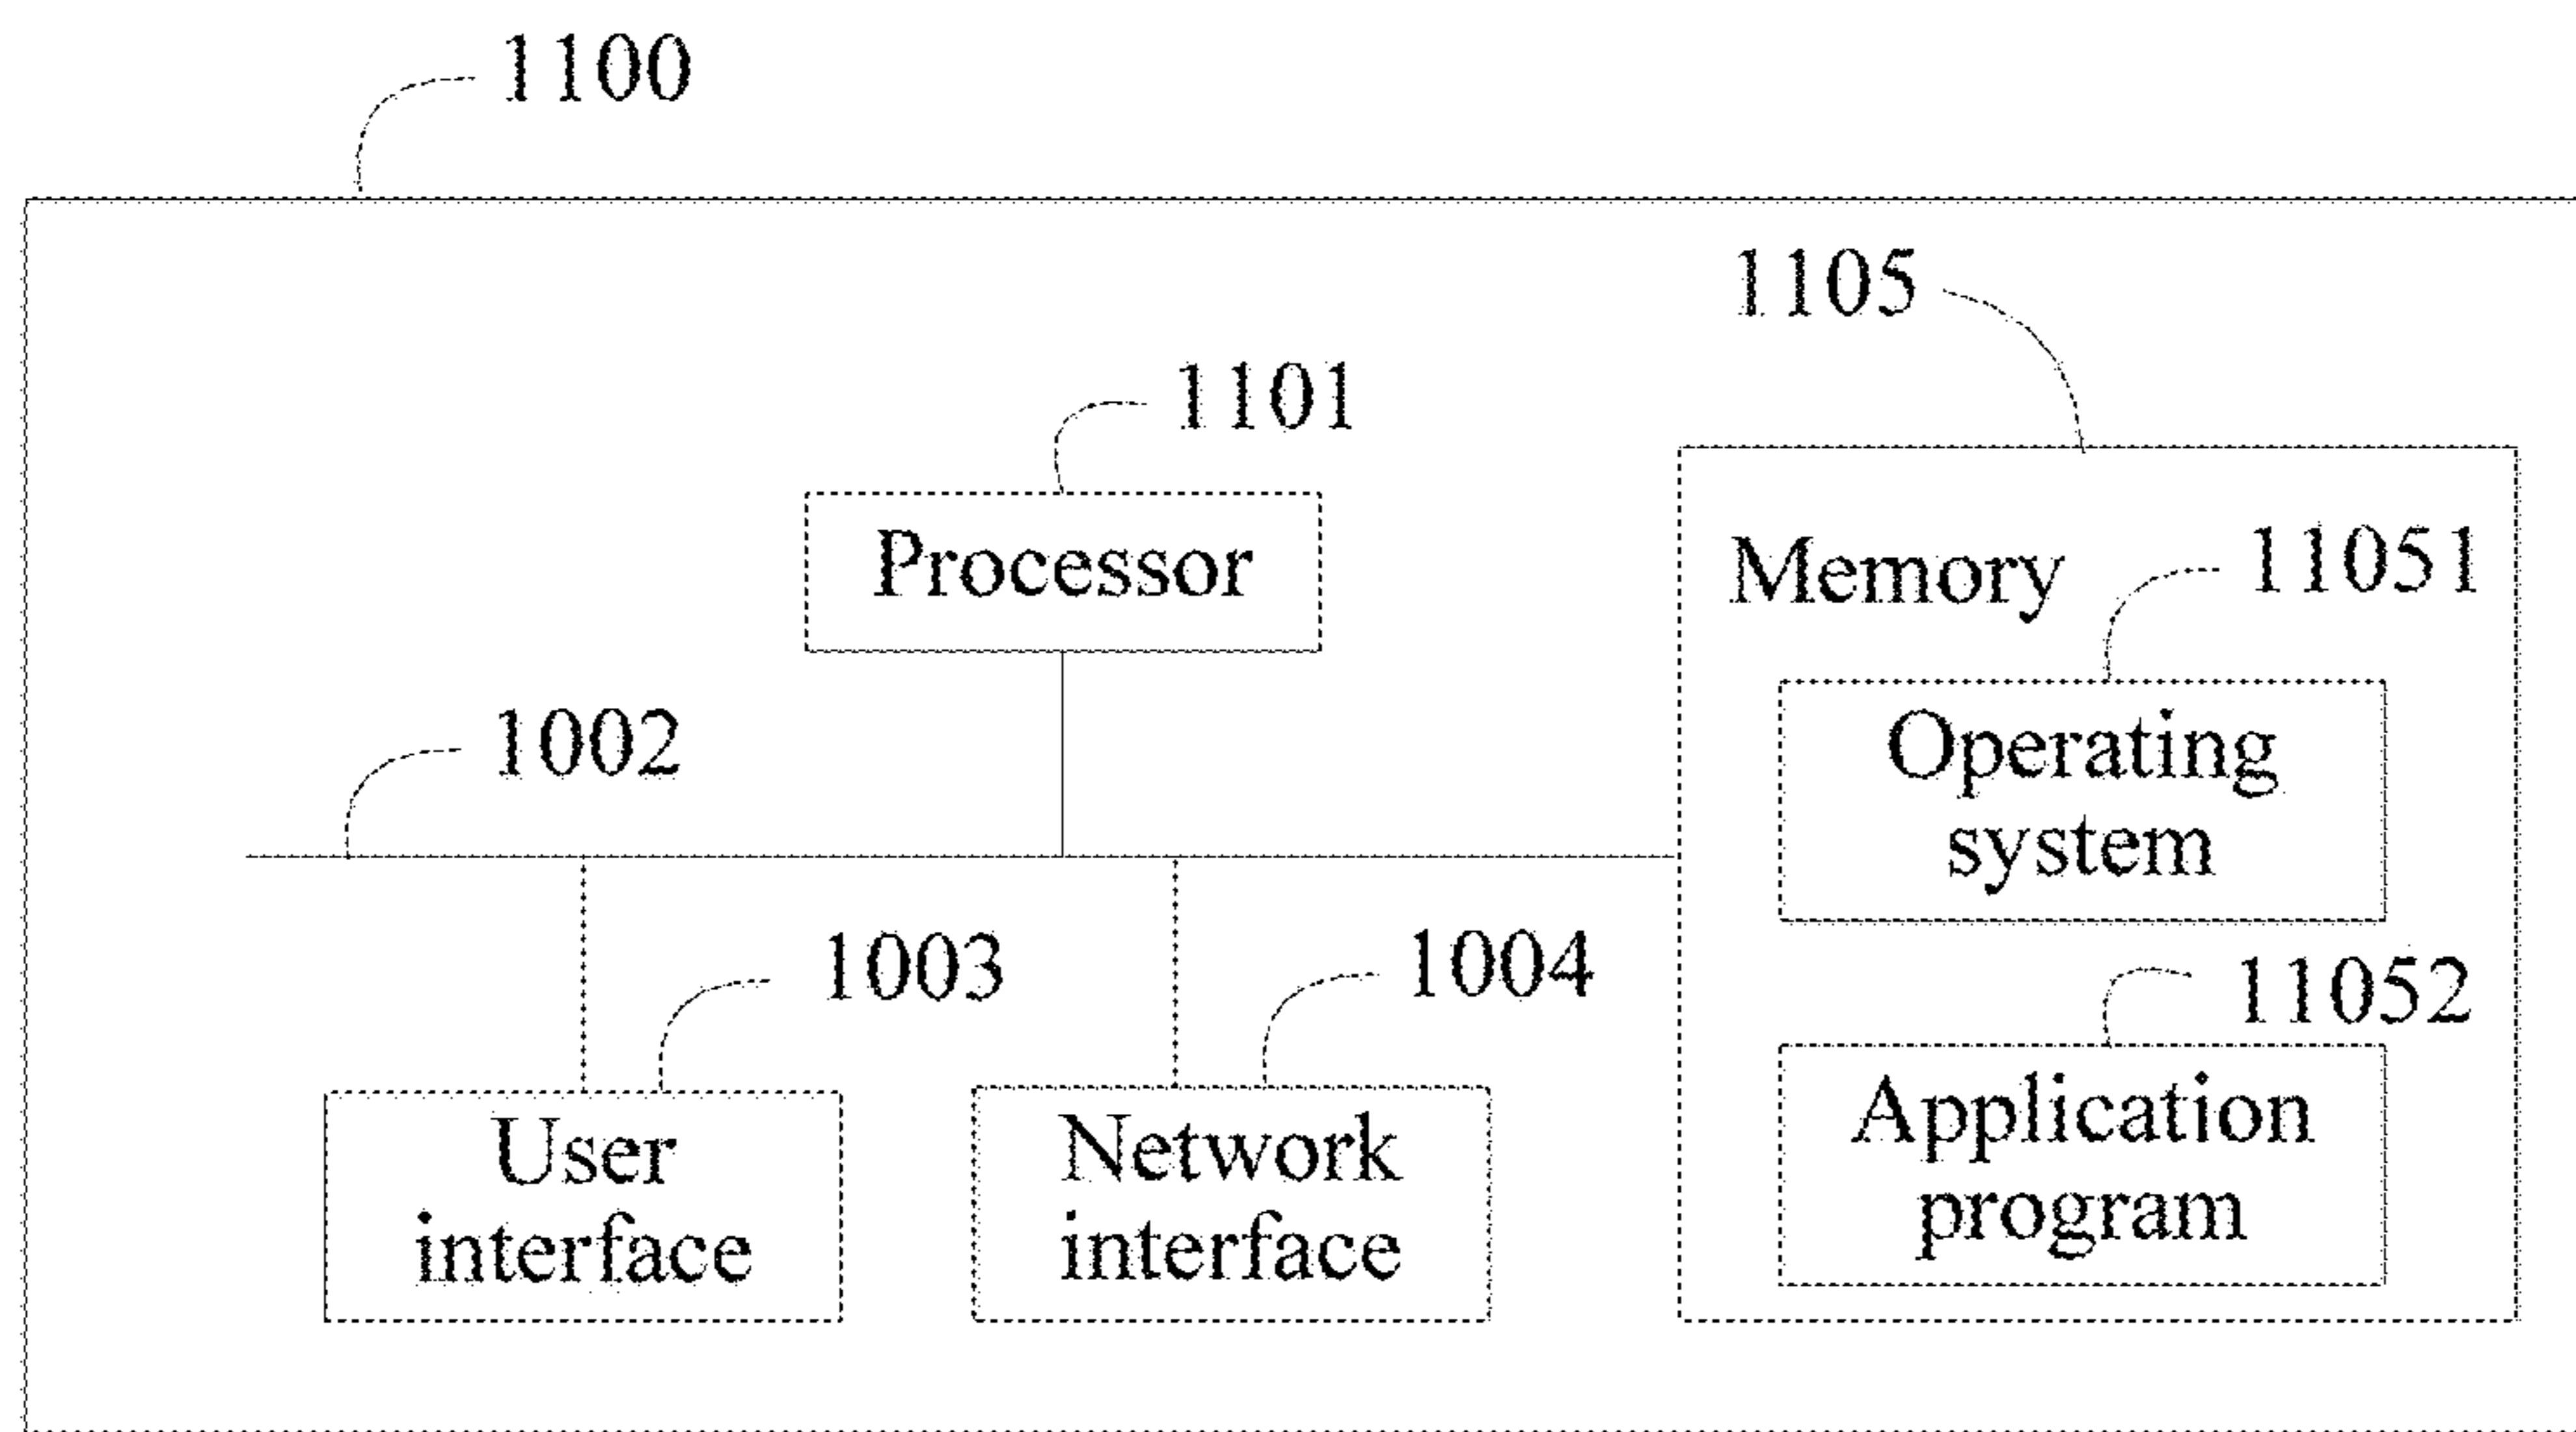 1100
1105
1101
Processor
Memory
11051
Operating
system
1002
1003
1004
11052
User
interface
Network
interface
Application
program